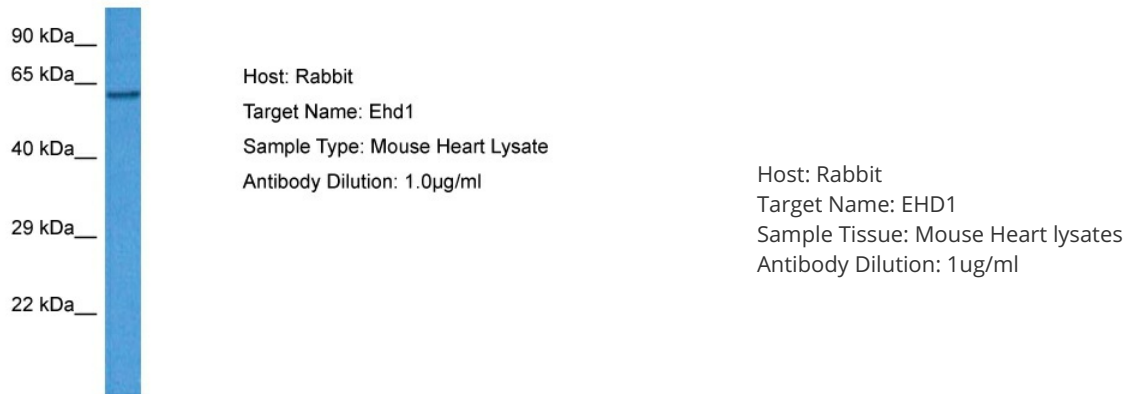 90 kDa__
65 kDa__
40 kDa__
29 kDa__
22 kDa__
Host: Rabbit
Target Name: Ehd1
Sample Type: Mouse Heart Lysate
Antibody Dilution: 1.0µg/ml
Host: Rabbit
Target Name: EHD1
Sample Tissue: Mouse Heart lysates
Antibody Dilution: 1ug/ml